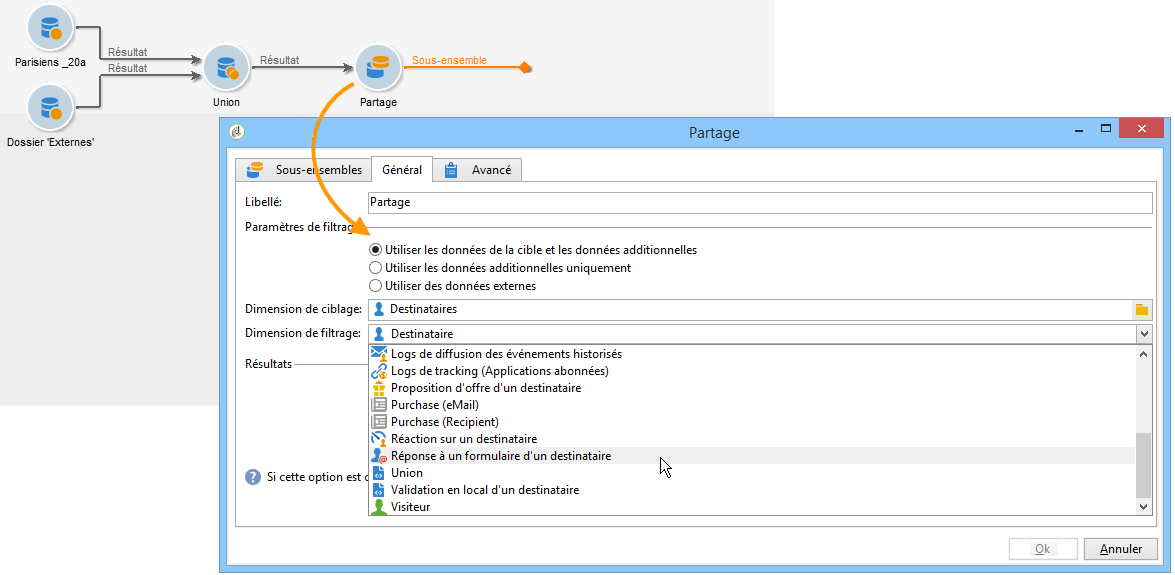 Parisiens _20a
Résultat
Résultat
Union
Résultat
Partage
Sous-ensemble
Dossier 'Externes'
Partage
Sous-ensembles
Général
Avancé
Libellé:
Partage
Paramètres de filtrag
Utiliser les données de la cible et les données additionnelles
Utiliser les données additionnelles uniquement
Utiliser des données externes
Dimension de ciblage:
Destinataires
Dimension de filtrage:
Destinataire
Logs de diffusion des événements historisés
Résultats
Logs de tracking (Applications abonnées)
Proposition d'offre d'un destinataire
Purchase (eMail)
Purchase (Recipient)
Réaction sur un destinataire
Réponse à un formulaire d'un destinataire
Si cette option est
Union
Validation en local d'un destinataire
Visiteur
Ok
Annuler